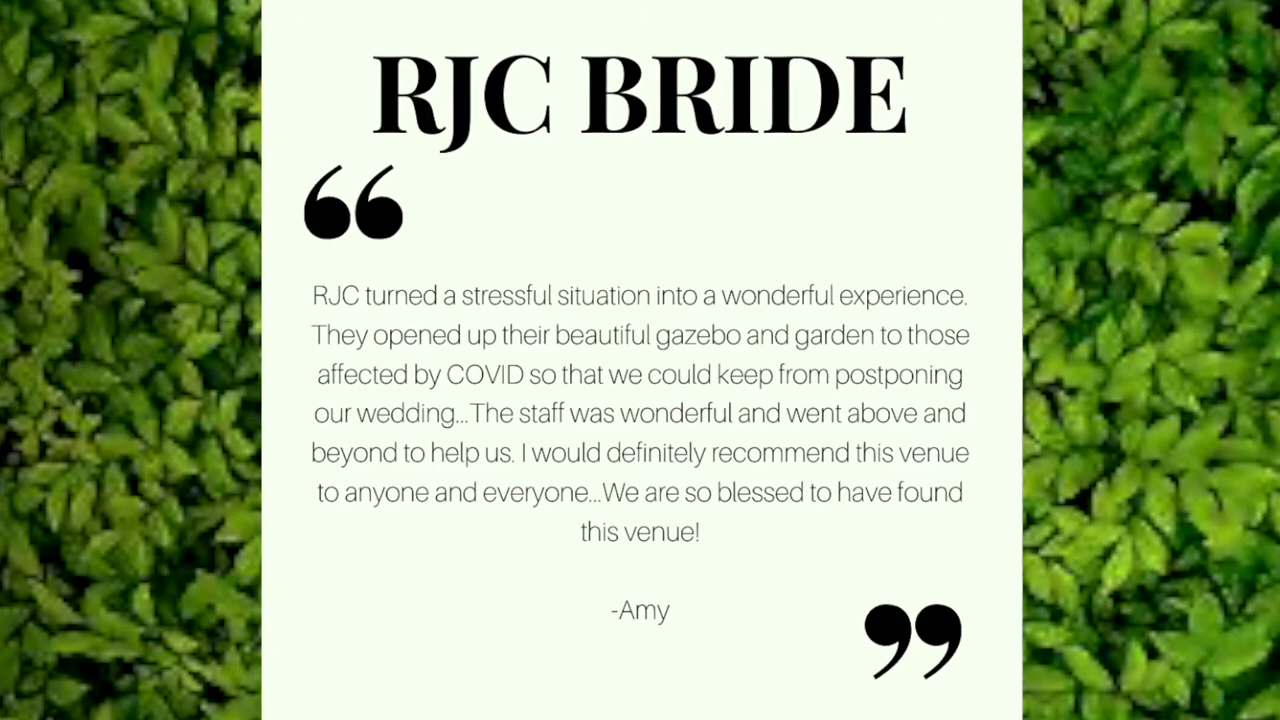 RJC BRIDE
“
RJC turned a stressful situation into a wonderful experience.
They opened up their beautiful gazebo and garden to those
affected by COVID so that we could keep from postponing
our wedding...The staff was wonderful and went above and
beyond to help us. I would definitely recommend this venue
to anyone and everyone...We are so blessed to have found
this venue!
-Amy
”